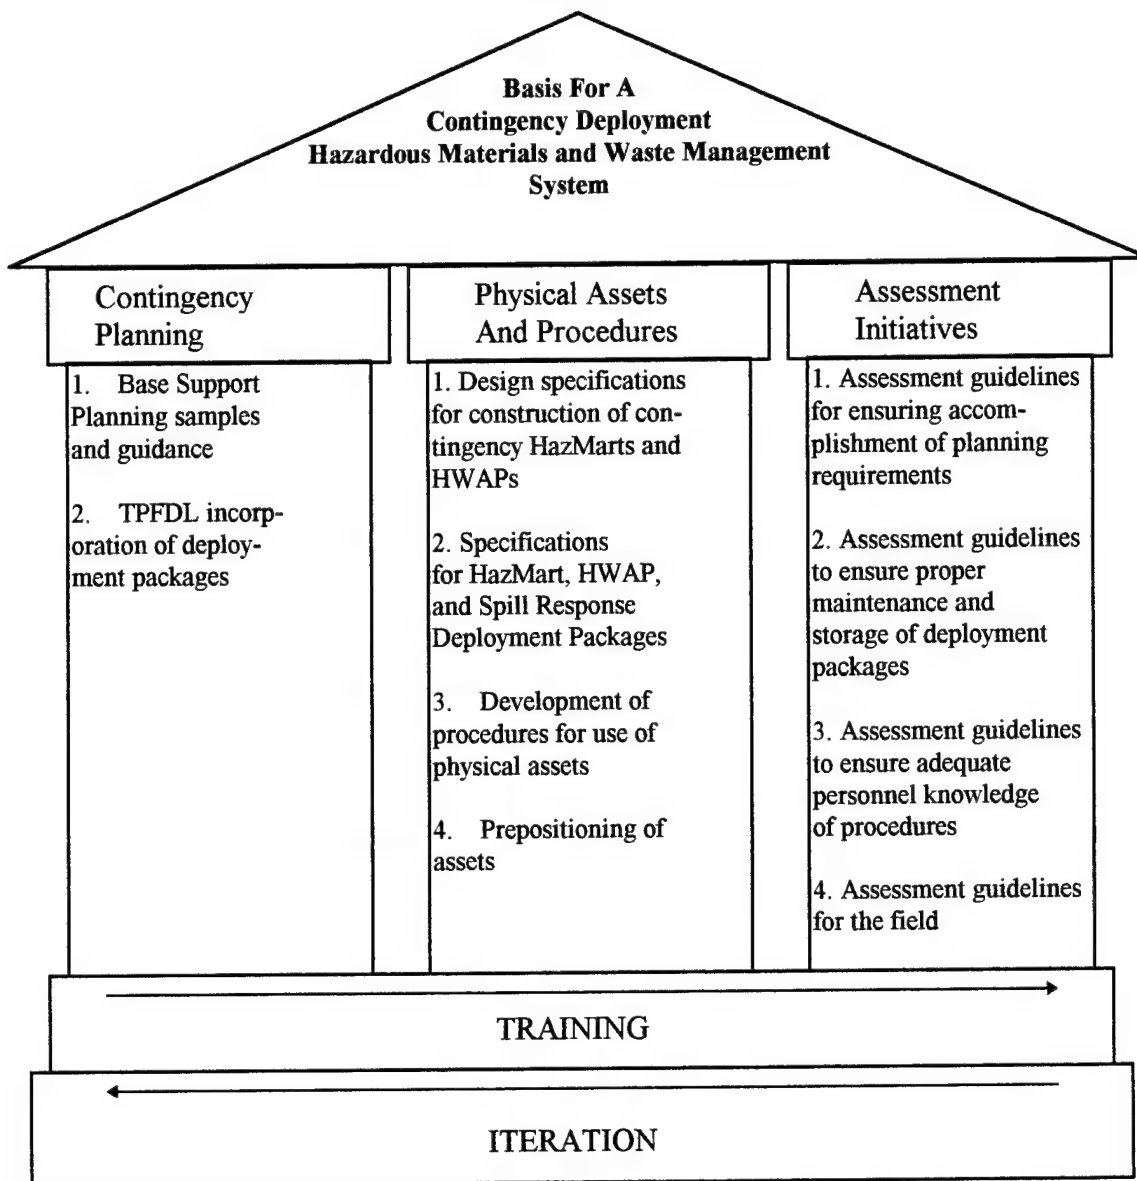 Basis For A
Contingency Deployment
Hazardous Materials and Waste Management
System
Contingency
Planning
1. Base Support
Planning samples
and guidance
2. TPFDL incorp-
oration of deploy-
ment packages
Physical Assets
And Procedures
1. Design specifications
for construction of con-
tingency HazMarts and
HWAPs
2. Specifications
for HazMart, HWAP,
and Spill Response
Deployment Packages
3. Development of
procedures for use of
physical assets
4. Prepositioning of
assets
Assessment
Initiatives
1. Assessment guidelines
for ensuring accom-
plishment of planning
requirements
2. Assessment guidelines
to ensure proper
maintenance and
storage of deployment
packages
3. Assessment guidelines
to ensure adequate
personnel knowledge
of procedures
4. Assessment guidelines
for the field
TRAINING
ITERATION